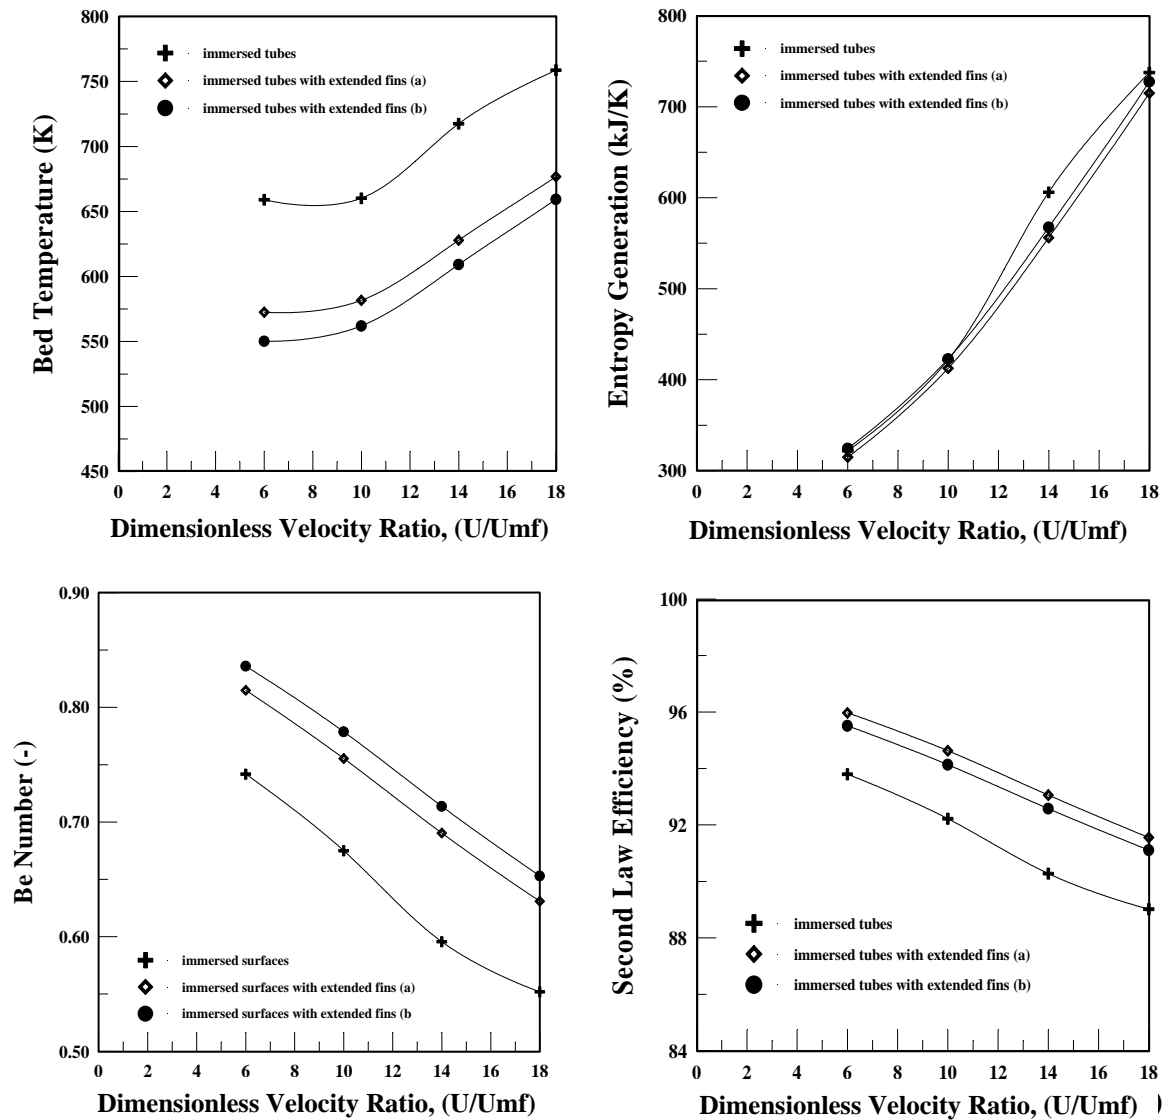 800
750
700
650
600
550
500
450
Bed Temperature (K)
immersed tubes
immersed tubes with extended fins (a)
immersed tubes with extended fins (b)
0 2 4 6 8 10 12 14 16 18
Dimensionless Velocity Ratio, (U/Umf)
800
700
600
500
400
300
Entropy Generation (kJ/K)
immersed tubes
immersed tubes with extended fins (a)
immersed tubes with extended fins (b)
0 2 4 6 8 10 12 14 16 18
Dimensionless Velocity Ratio, (U/Umf)
0.90
0.80
0.70
0.60
0.50
Be Number (-)
immersed surfaces
immersed surfaces with extended fins (a)
immersed surfaces with extended fins (b
0 2 4 6 8 10 12 14 16 18
Dimensionless Velocity Ratio, (U/Umf)
100
96
92
88
84
Second Law Efficiency (%)
immersed tubes
immersed tubes with extended fins (a)
immersed tubes with extended fins (b)
0 2 4 6 8 10 12 14 16 18
Dimensionless Velocity Ratio, (U/Umf) )